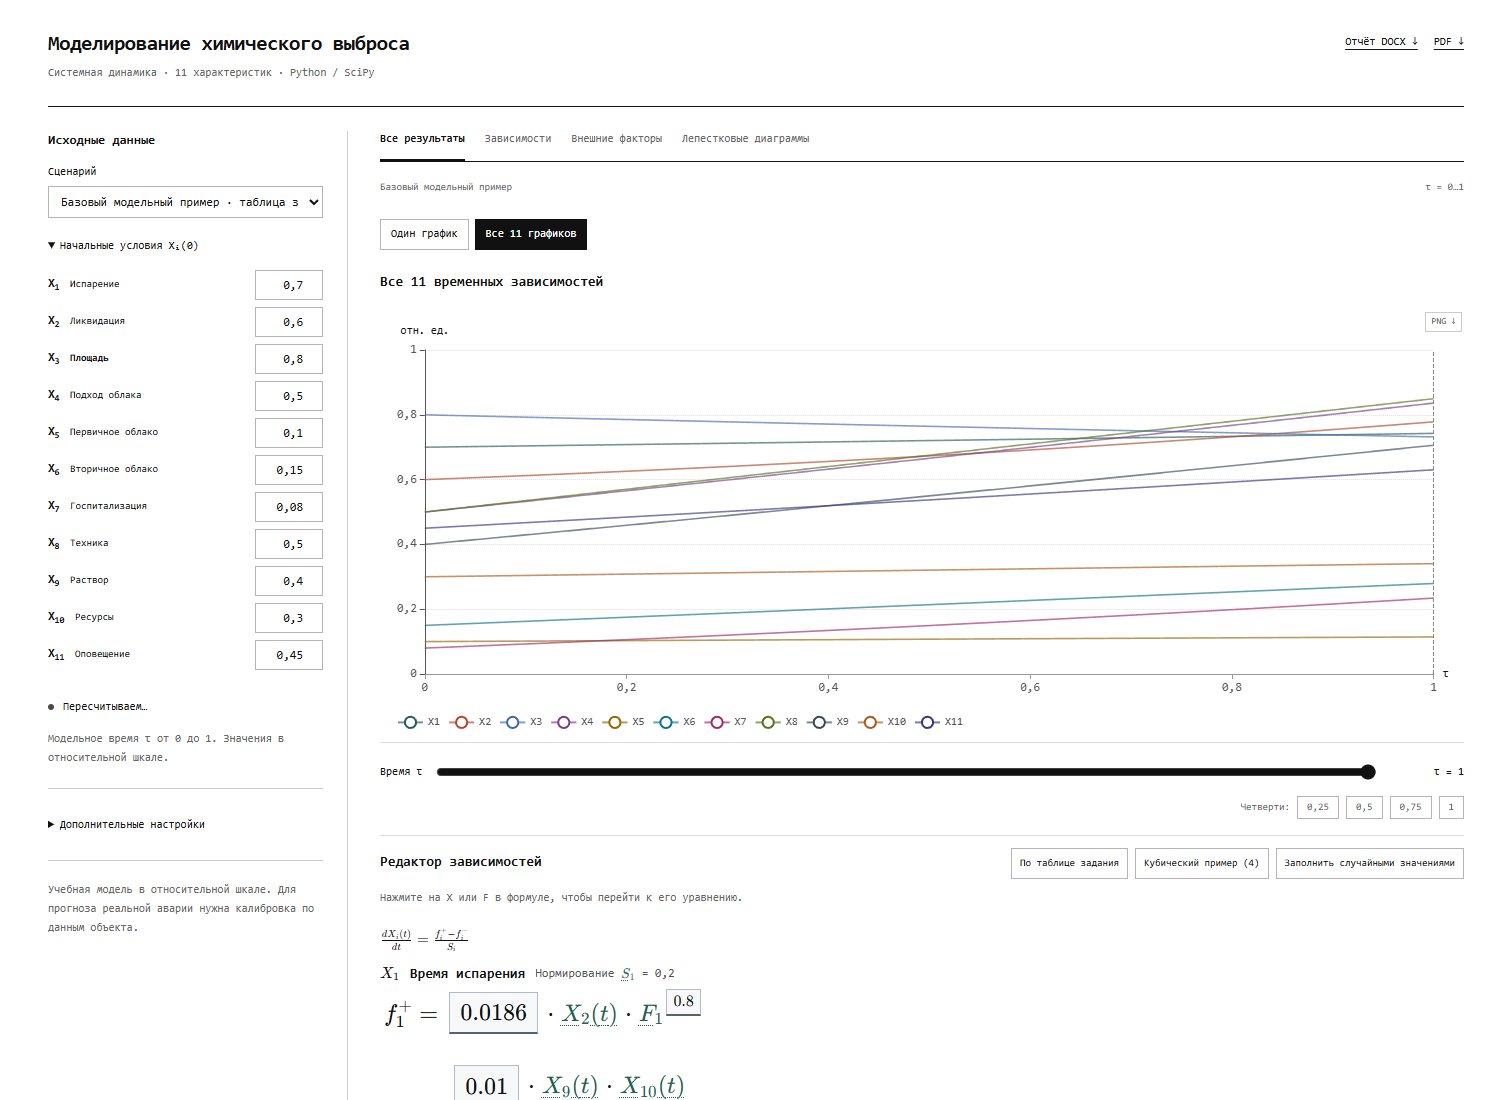 Моделирование химического выброса
Отчёт DOCX ↓ PDF ↓
Системная динамика · 11 характеристик · Python / SciPy
Исходные данные
Сценарий
Базовый модельный пример · таблица з
▼ Начальные условия Xᵢ(0)
X₁ Испарение 0,7
X₂ Ликвидация 0,6
X₃ Площадь 0,8
X₄ Подход облака 0,5
X₅ Первичное облако 0,1
X₆ Вторичное облако 0,15
X₇ Госпитализация 0,08
X₈ Техника 0,5
X₉ Раствор 0,4
X₁₀ Ресурсы 0,3
X₁₁ Оповещение 0,45
Пересчитываем…
Модельное время τ от 0 до 1. Значения в
относительной шкале.
▶ Дополнительные настройки
Учебная модель в относительной шкале. Для
прогноза реальной аварии нужна калибровка по
данным объекта.
Все результаты Зависимости Внешние факторы Лепестковые диаграммы
Базовый модельный пример τ = 0…1
Один график Все 11 графиков
Все 11 временных зависимостей
PNG ↓
отн. ед.
1
0,8
0,6
0,4
0,2
0
0 0,2 0,4 0,6 0,8 1 τ
X1 X2 X3 X4 X5 X6 X7 X8 X9 X10 X11
Время τ τ = 1
Четверти: 0,25 0,5 0,75 1
Редактор зависимостей По таблице задания Кубический пример (4) Заполнить случайными значениями
Нажмите на X или F в формуле, чтобы перейти к его уравнению.
dXᵢ(t)/dt = (fᵢ⁺ − fᵢ⁻)/Sᵢ
X₁ Время испарения Нормирование S₁ = 0,2
f₁⁺ = 0.0186 · X₂(t) · F₁ 0.8
0.01 · X₉(t) · X₁₀(t)